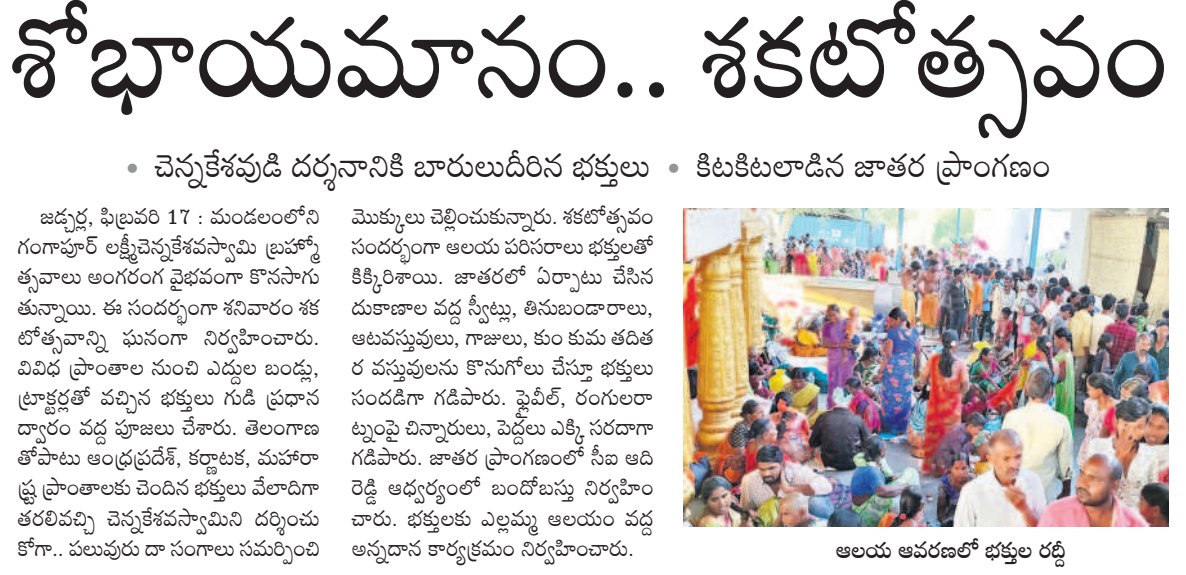 శోభాయమానం.. శకటోత్సవం
• చెన్నకేశవుడి దర్శనానికి బారులుదీరిన భక్తులు • కిటకిటలాడిన జాతర ప్రాంగణం
జడ్చర్ల, ఫిబ్రవరి 17 : మండలంలోని
గంగాపూర్ లక్ష్మీచెన్నకేశవస్వామి బ్రహ్మో
త్సవాలు అంగరంగ వైభవంగా కొనసాగు
తున్నాయి. ఈ సందర్భంగా శనివారం శక
టోత్సవాన్ని ఘనంగా నిర్వహించారు.
వివిధ ప్రాంతాల నుంచి ఎద్దుల బండ్లు,
ట్రాక్టర్లతో వచ్చిన భక్తులు గుడి ప్రధాన
ద్వారం వద్ద పూజలు చేశారు. తెలంగాణ
తోపాటు ఆంధ్రప్రదేశ్, కర్ణాటక, మహారా
ష్ట్ర ప్రాంతాలకు చెందిన భక్తులు వేలాదిగా
తరలివచ్చి చెన్నకేశవస్వామిని దర్శించు
కోగా.. పలువురు దా సంగాలు సమర్పించి
మొక్కులు చెల్లించుకున్నారు. శకటోత్సవం
సందర్భంగా ఆలయ పరిసరాలు భక్తులతో
కిక్కిరిశాయి. జాతరలో ఏర్పాటు చేసిన
దుకాణాల వద్ద స్వీట్లు, తినుబండారాలు,
ఆటవస్తువులు, గాజులు, కుం కుమ తదిత
ర వస్తువులను కొనుగోలు చేస్తూ భక్తులు
సందడిగా గడిపారు. ఫ్లైవీల్, రంగులరా
ట్నంపై చిన్నారులు, పెద్దలు ఎక్కి సరదాగా
గడిపారు. జాతర ప్రాంగణంలో సీఐ ఆది
రెడ్డి ఆధ్వర్యంలో బందోబస్తు నిర్వహిం
చారు. భక్తులకు ఎల్లమ్మ ఆలయం వద్ద
అన్నదాన కార్యక్రమం నిర్వహించారు.
ఆలయ ఆవరణలో భక్తుల రద్దీ